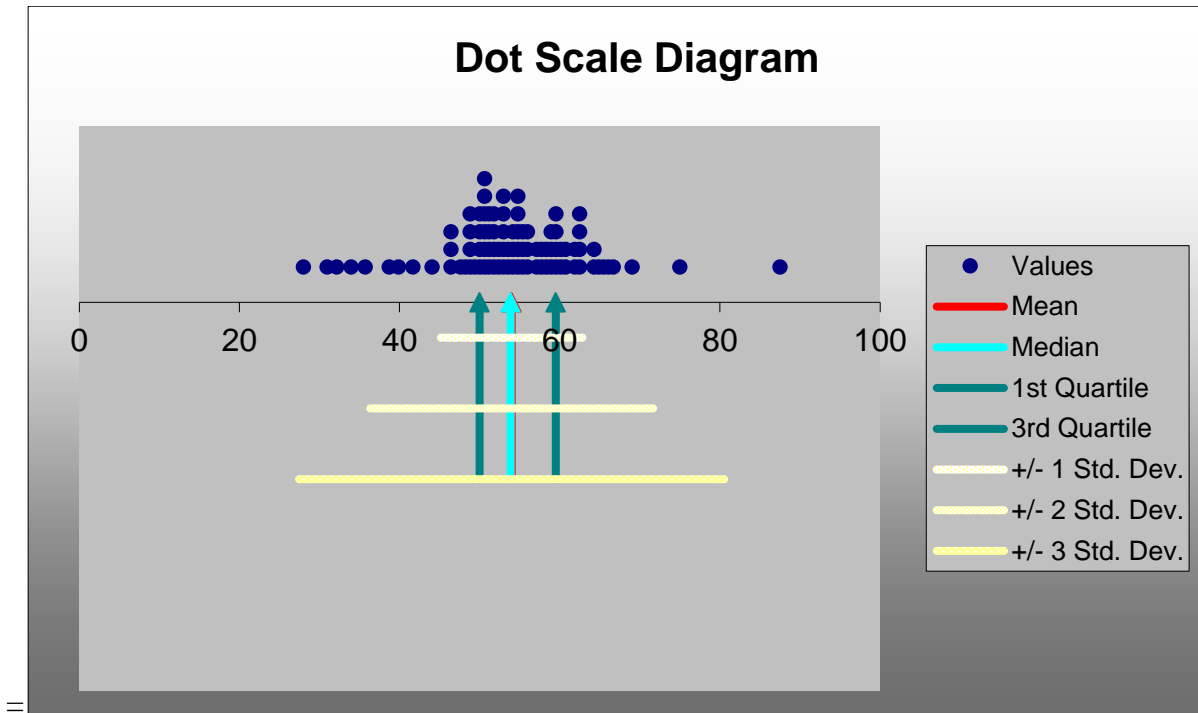 Dot Scale Diagram
0 20 40 60 80 100
Values
Mean
Median
1st Quartile
3rd Quartile
+/- 1 Std. Dev.
+/- 2 Std. Dev.
+/- 3 Std. Dev.